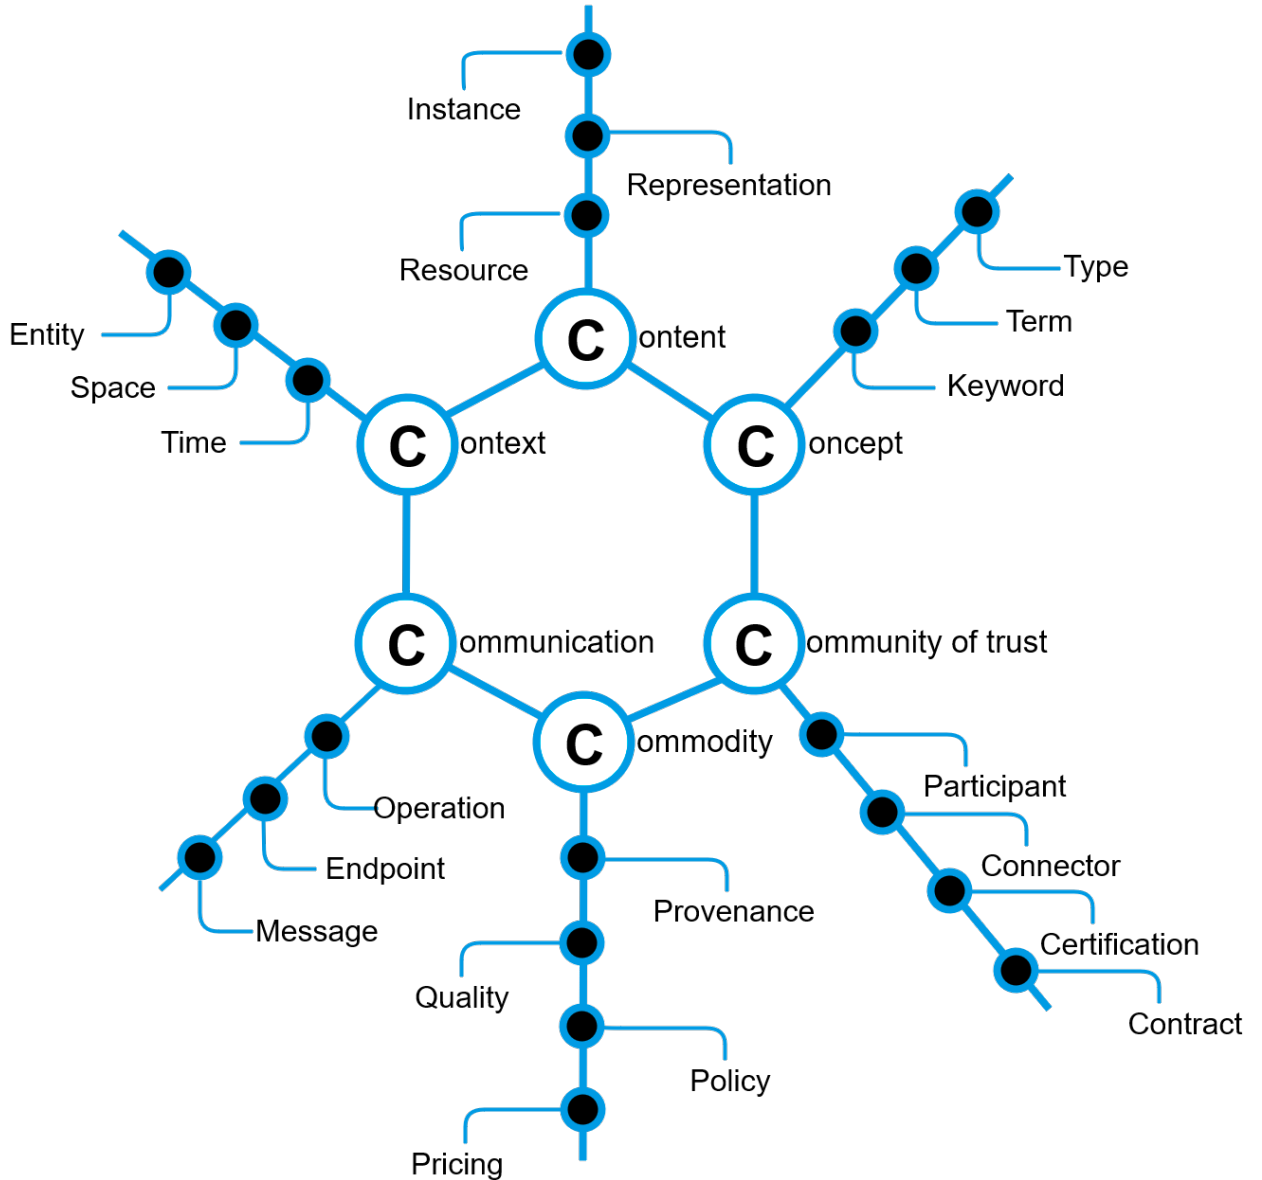 Instance
Representation
Resource
Content
Type
Term
Keyword
Concept
Entity
Space
Time
Context
Communication
Community of trust
Commodity
Operation
Endpoint
Message
Participant
Connector
Certification
Contract
Provenance
Quality
Policy
Pricing